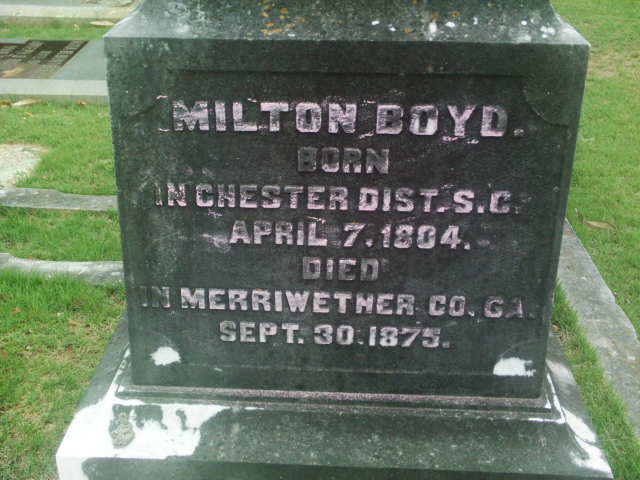 MILTON BOYD.
BORN
IN CHESTER DIST. S.C.
APRIL 7. 1804.
DIED
IN MERRIWETHER CO. GA.
SEPT. 30. 1875.